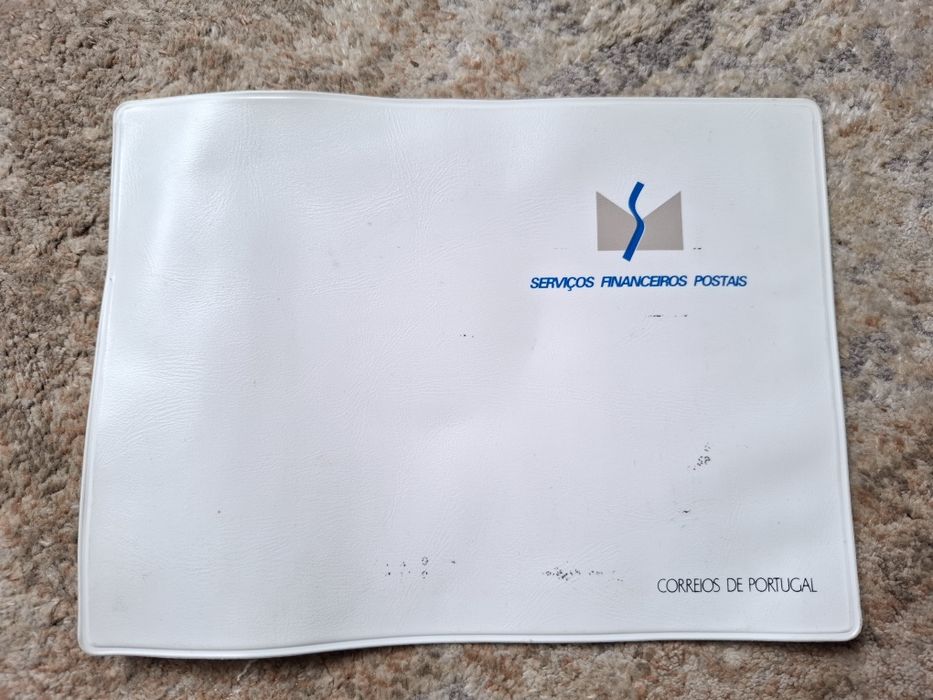 SERVIÇOS FINANCEIROS POSTAIS
CORREIOS DE PORTUGAL